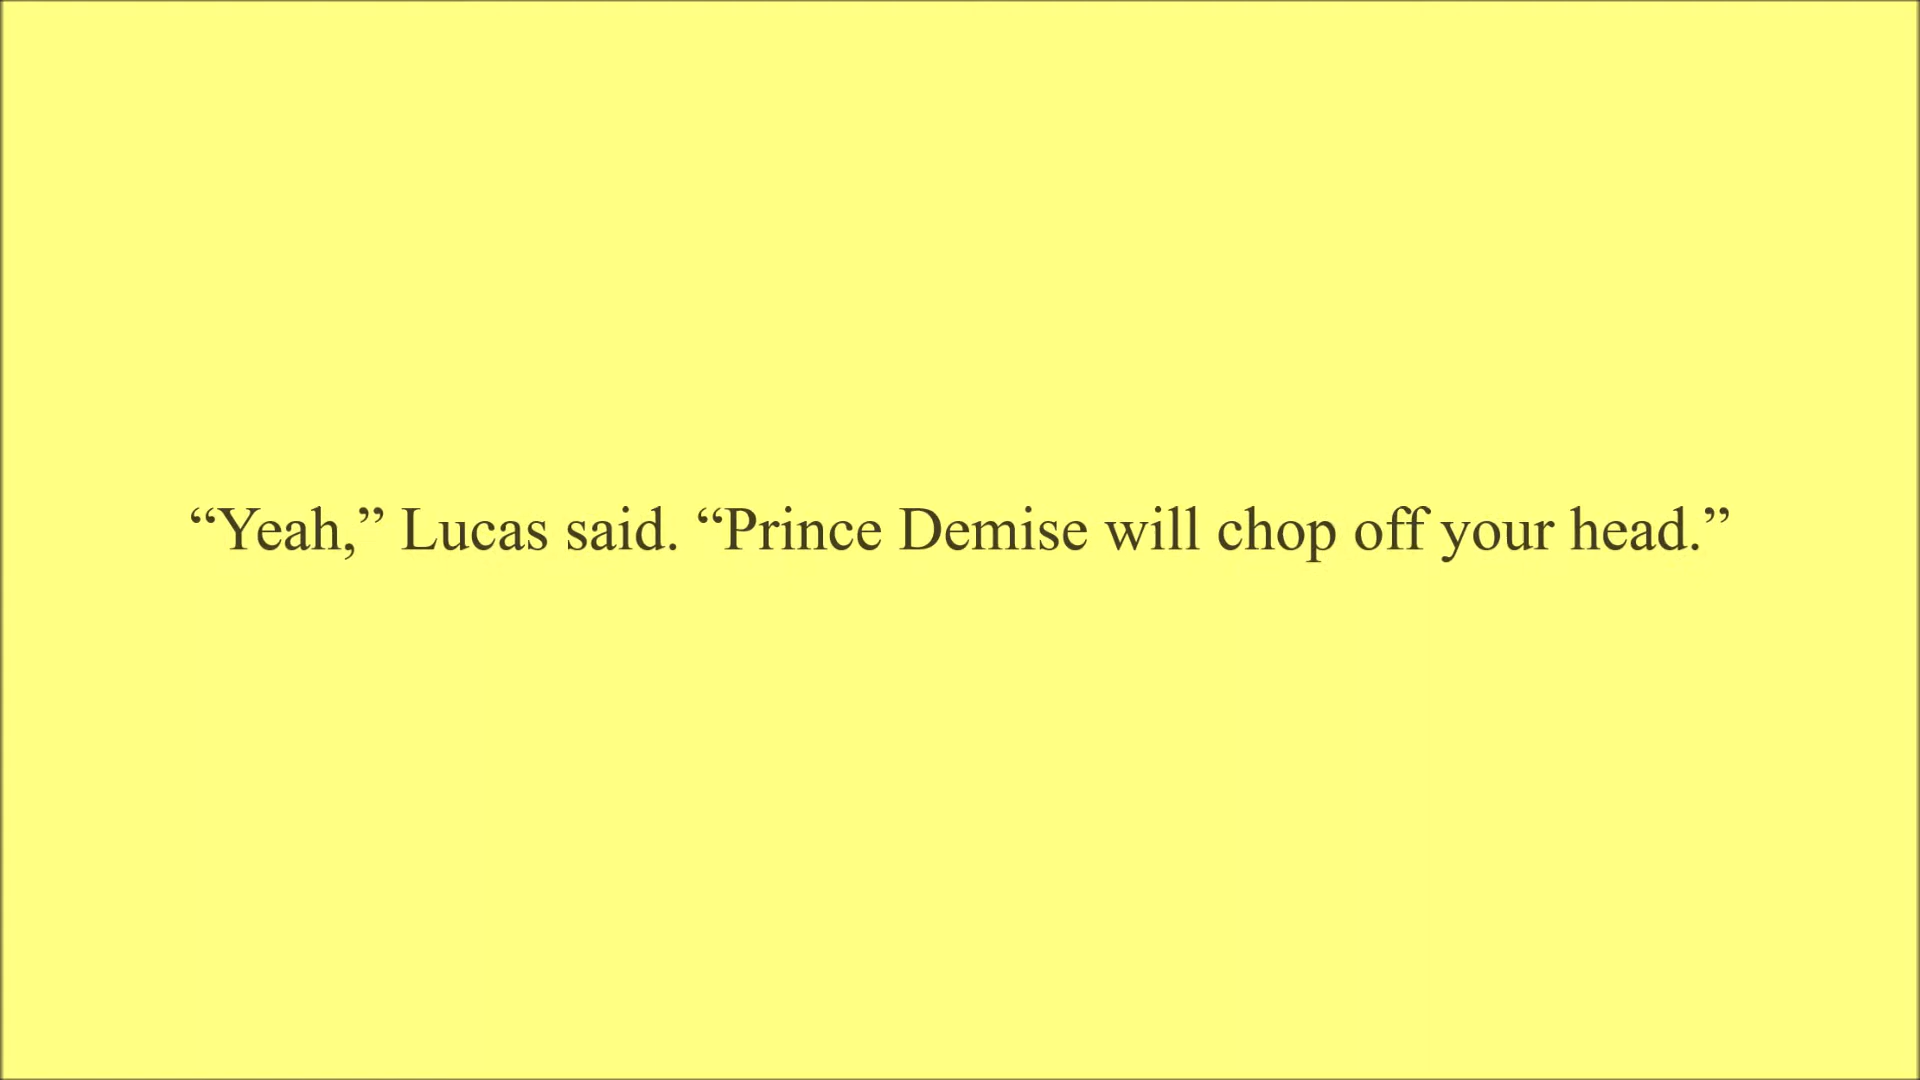 “Yeah,” Lucas said. “Prince Demise will chop off your head.”